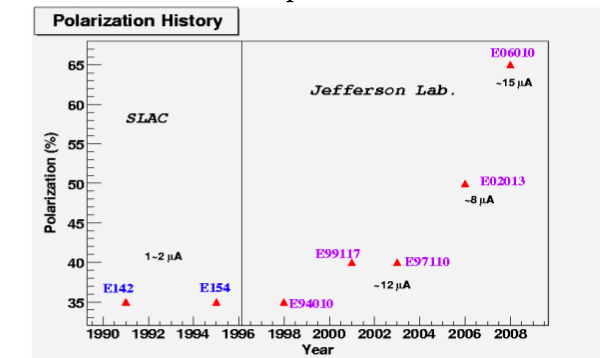 Polarization History
E06010
~15 μA
Jefferson Lab.
SLAC
E02013
~8 μA
1~2 μA
E99117
E97110
~12 μA
E142
E154
E94010
65
60
55
50
45
40
35
Polarization (%)
1990 1992 1994 1996 1998 2000 2002 2004 2006 2008
Year